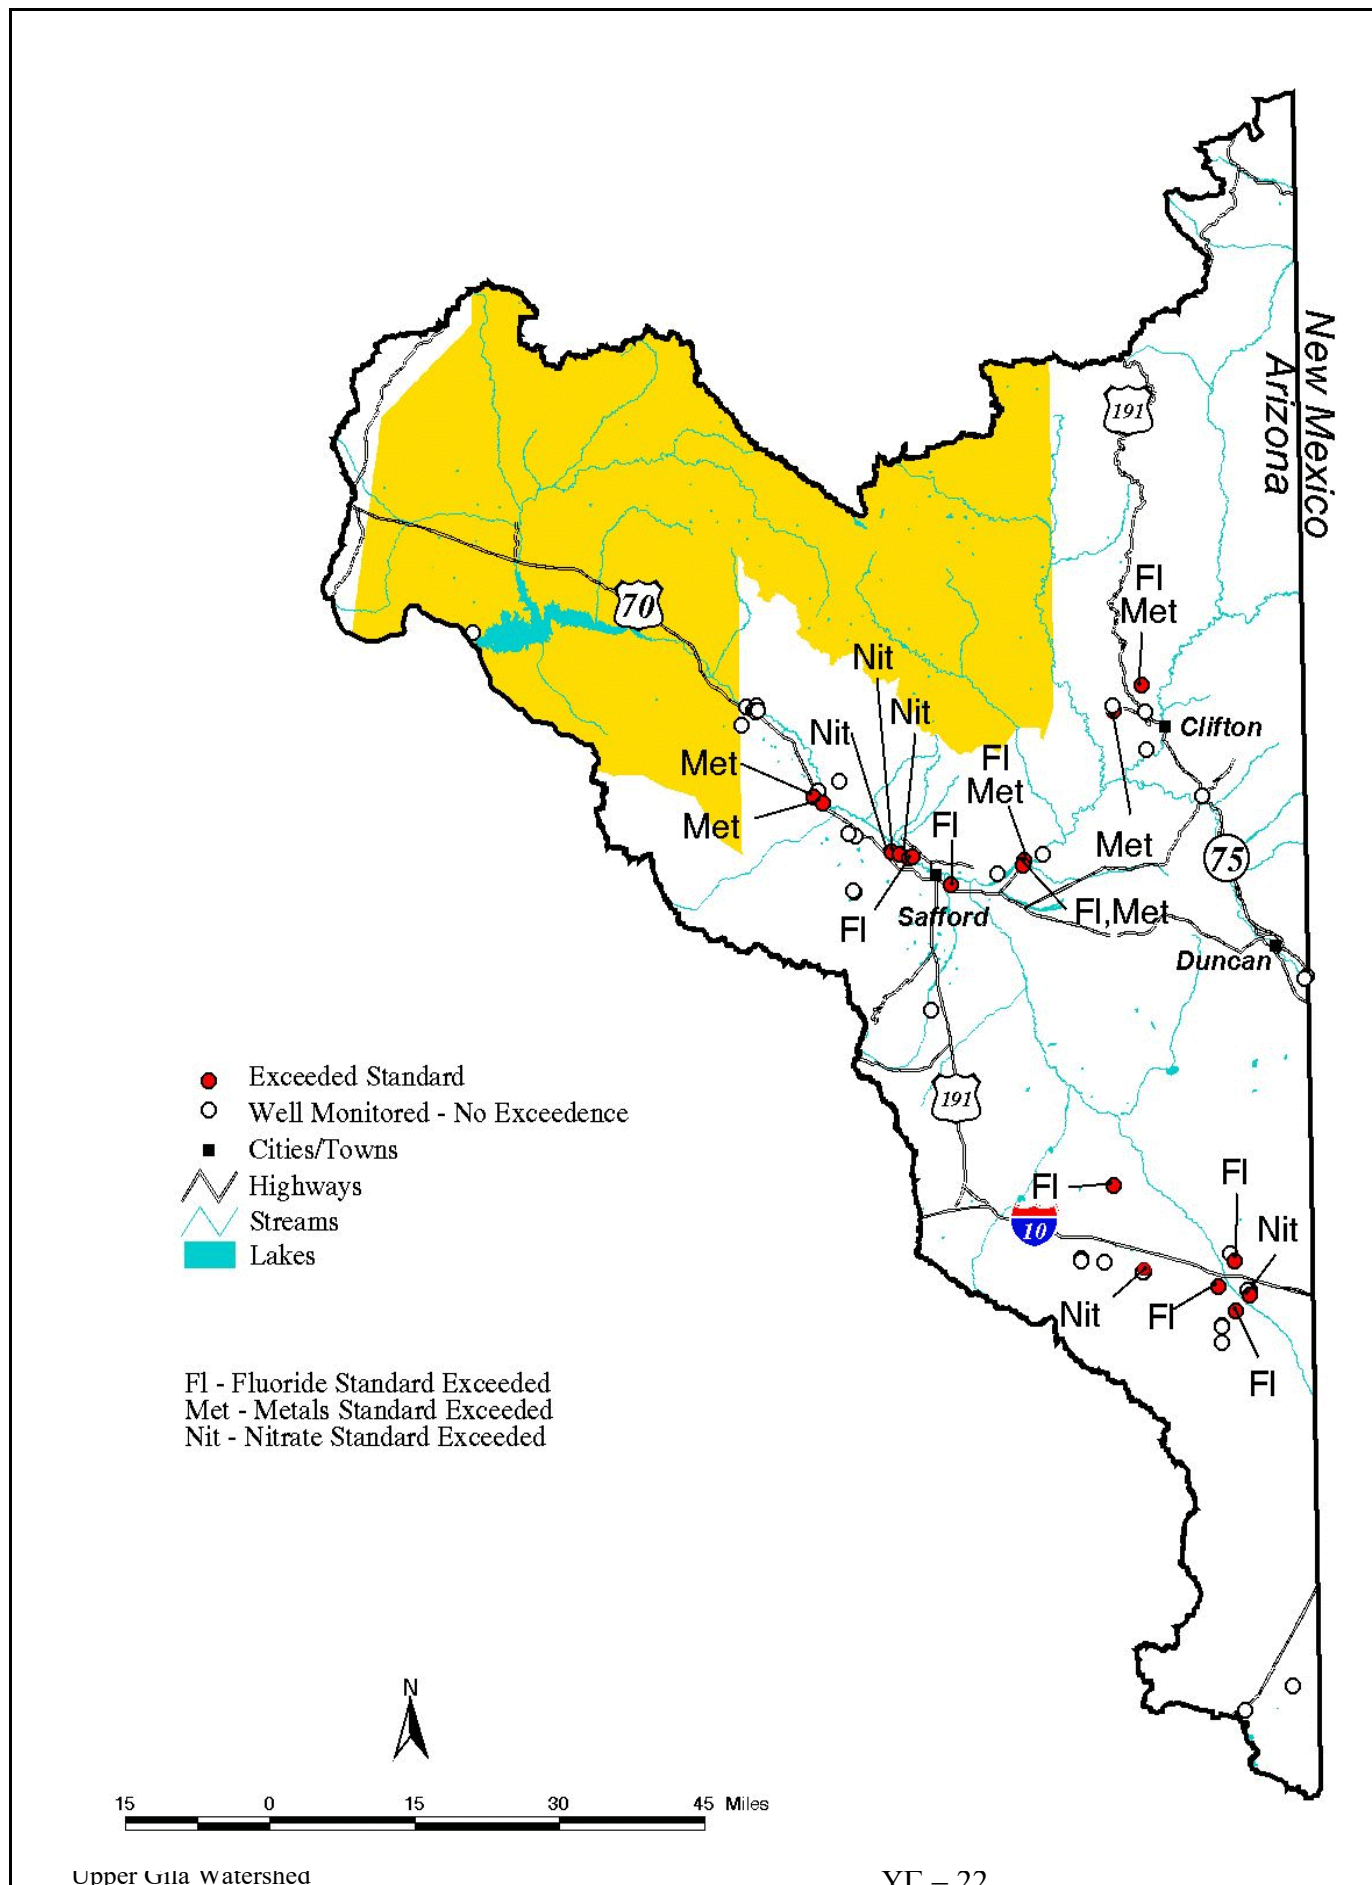 New Mexico
Arizona
191
Fl
Met
70
Nit
Nit
Nit
Clifton
Met
Fl
Met
Met
Fl
Met
75
Fl
Safford
Fl,Met
Duncan
Exceeded Standard
Well Monitored - No Exceedence
Cities/Towns
Highways
Streams
Lakes
191
Fl
Fl
10
Nit
Nit
Fl
Fl
Fl - Fluoride Standard Exceeded
Met - Metals Standard Exceeded
Nit - Nitrate Standard Exceeded
N
15 0 15 30 45 Miles
Upper Gila Watershed